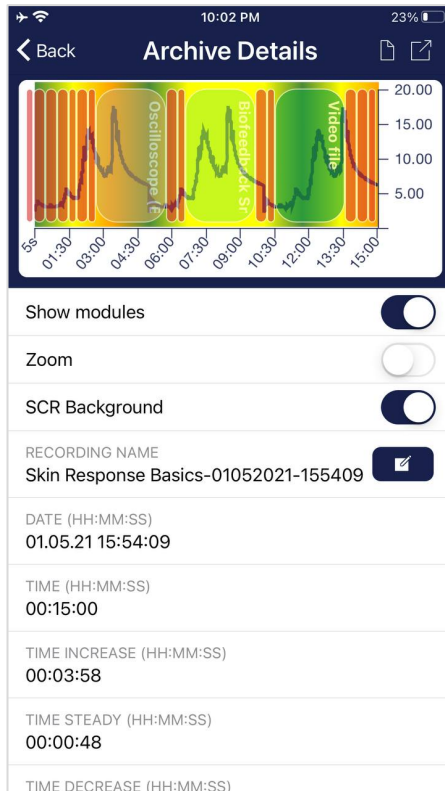 10:02 PM
23%
Back
Archive Details
Oscilloscope (E
Biofeedback Sr
Video file
20.00
15.00
10.00
5.00
5s
01:30
03:00
04:30
06:00
07:30
09:00
10:30
12:00
13:30
15:00
Show modules
Zoom
SCR Background
RECORDING NAME
Skin Response Basics-01052021-155409
DATE (HH:MM:SS)
01.05.21 15:54:09
TIME (HH:MM:SS)
00:15:00
TIME INCREASE (HH:MM:SS)
00:03:58
TIME STEADY (HH:MM:SS)
00:00:48
TIME DECREASE (HH:MM:SS)